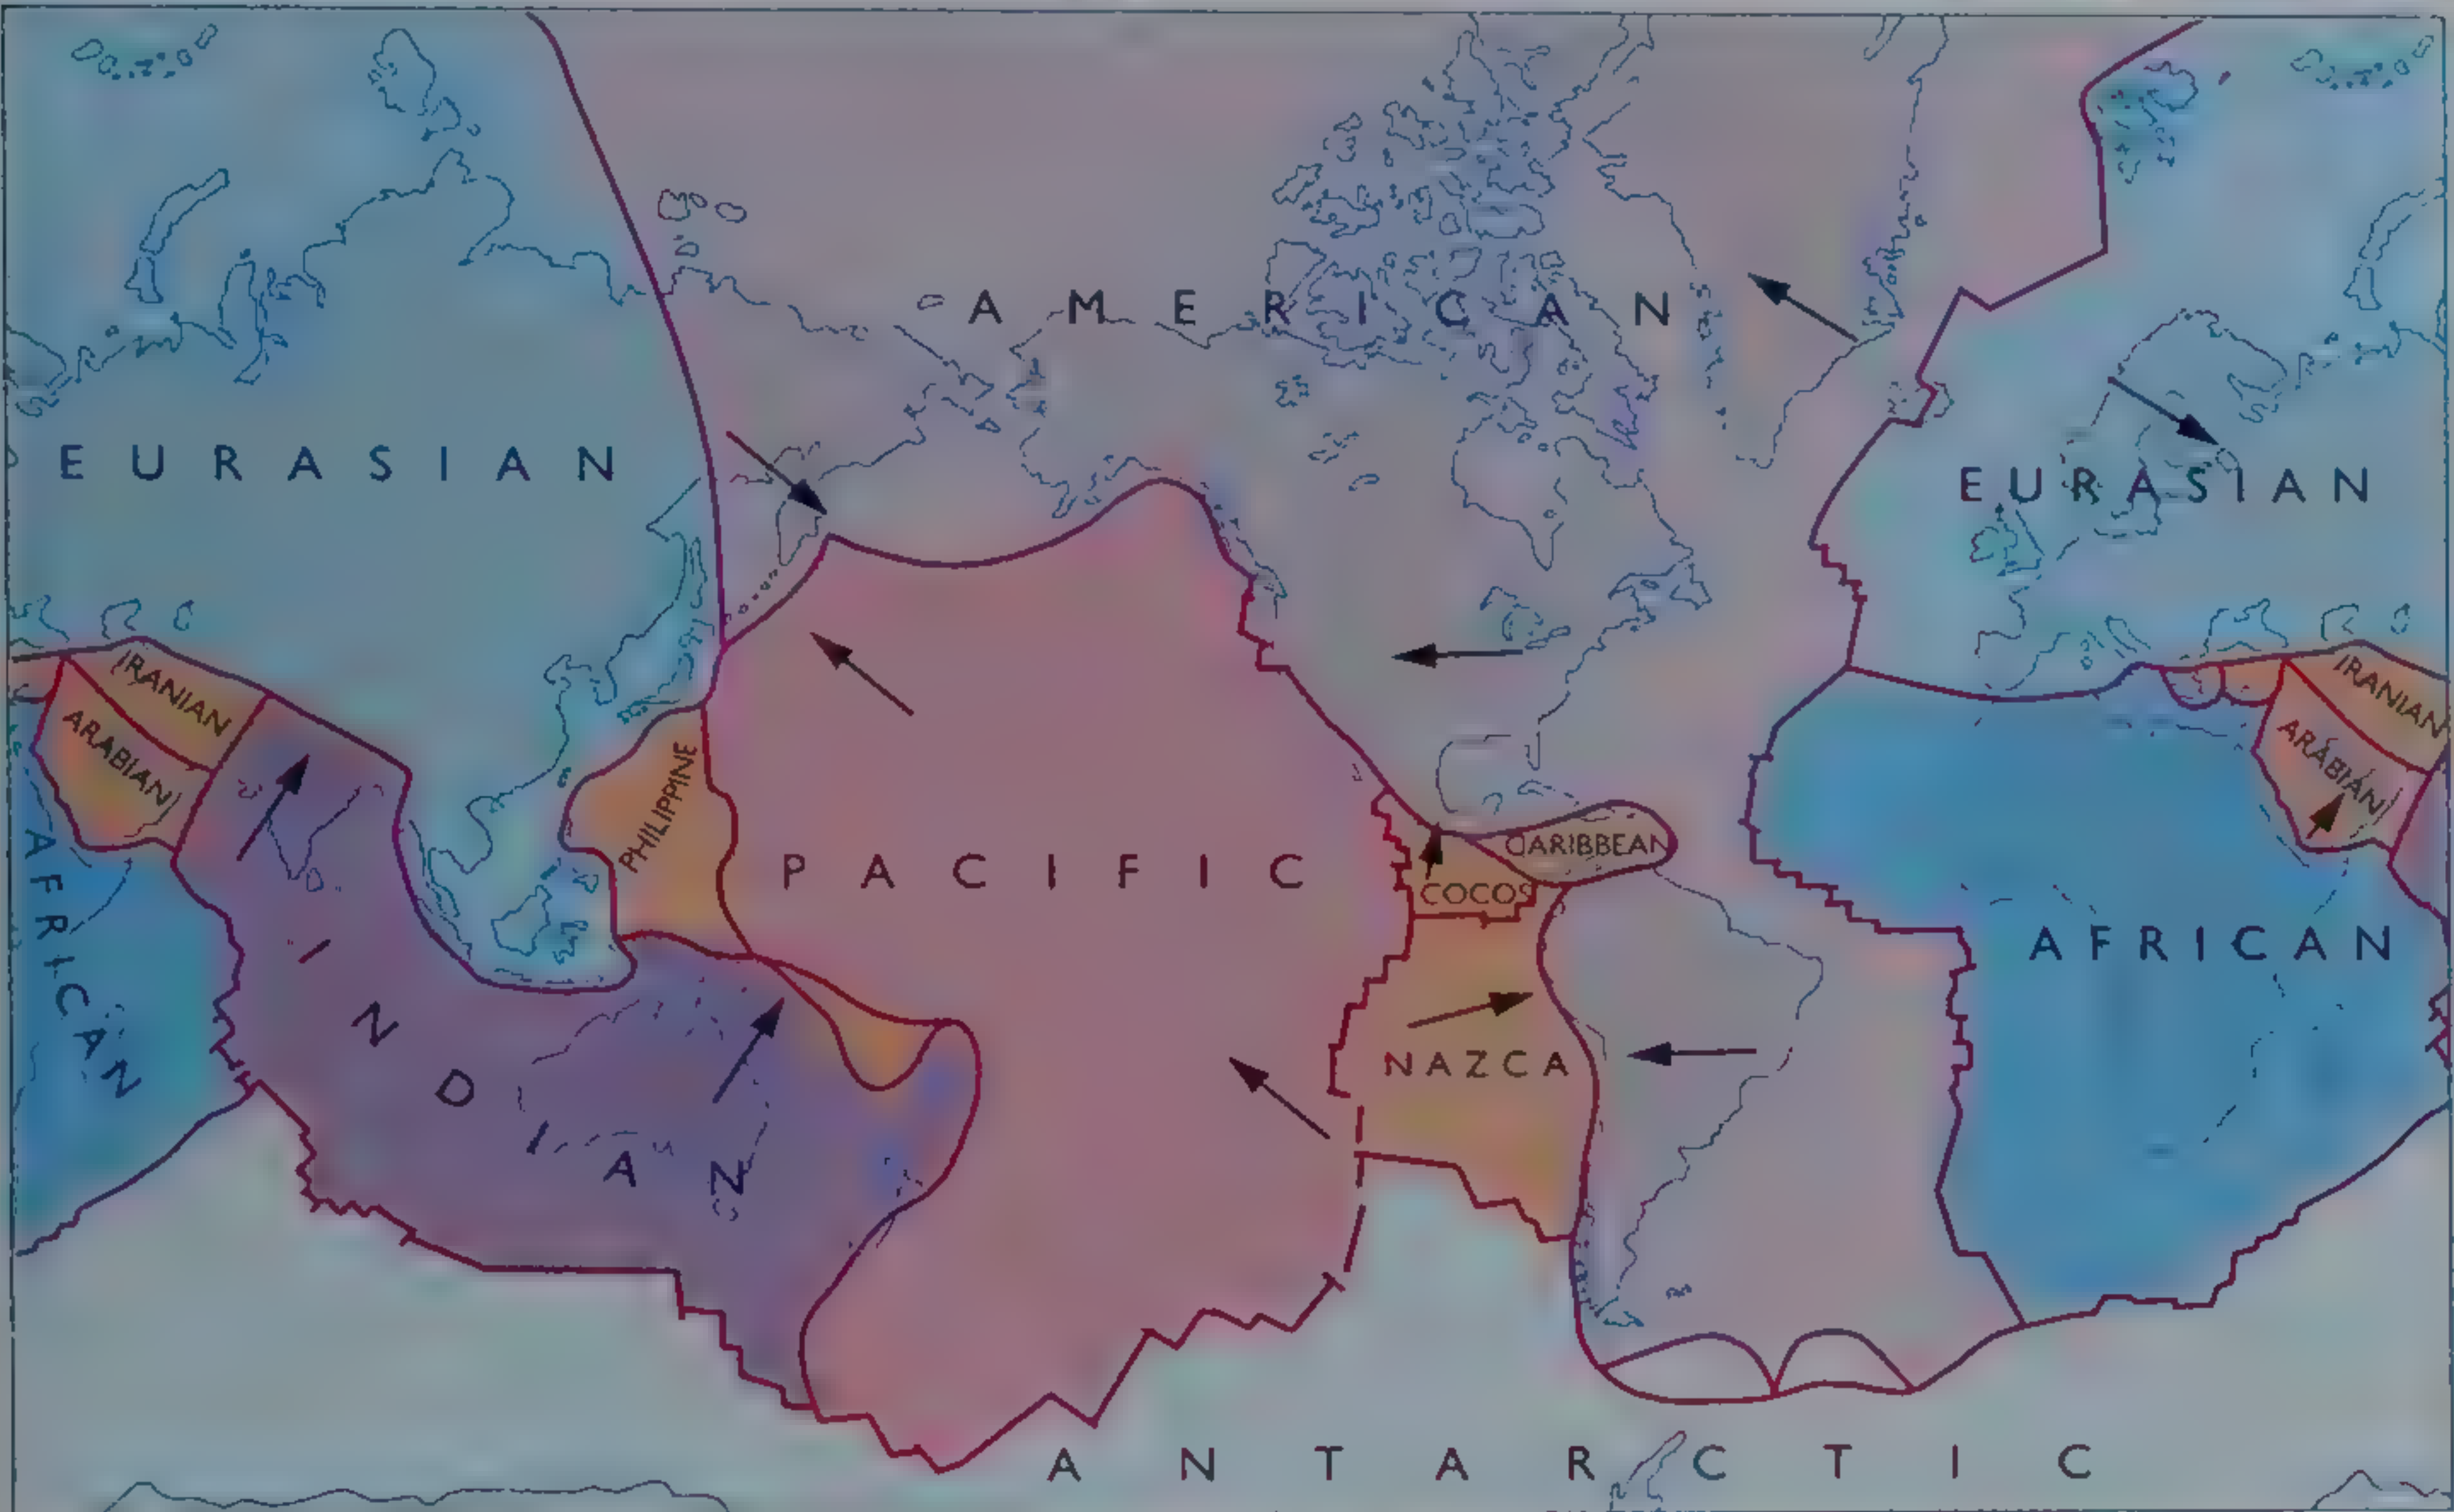 AMERICAN
EURASIAN
EURASIAN
IRANIAN
ARABIAN
IRANIAN
ARABIAN
PHILIPPINE
PACIFIC
CARIBBEAN
COCOS
AFRICAN
AFRICAN
INDIAN
NAZCA
ANTARCTIC